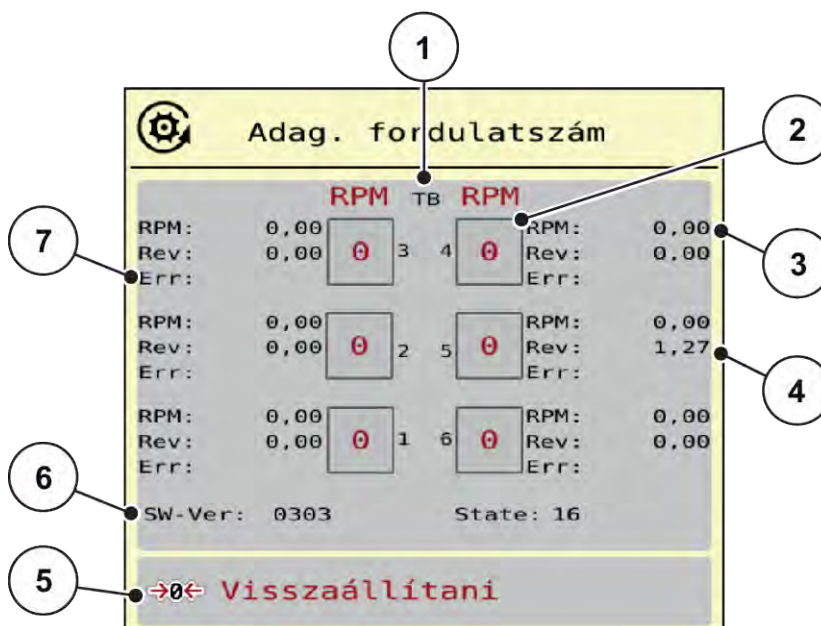 1
Adag. fordulatszám
2
RPM TB RPM
RPM: 0,00 RPM: 0,00
7 Rev: 0,00 0 3 4 0 Rev: 0,00 3
Err: Err:
RPM: 0,00 RPM: 0,00
Rev: 0,00 0 2 5 0 Rev: 1,27
Err: Err:
4
RPM: 0,00 RPM: 0,00
Rev: 0,00 0 1 6 0 Rev: 0,00
Err: Err:
6
SW-Ver: 0303 State: 16
5 →0← Visszaállítani